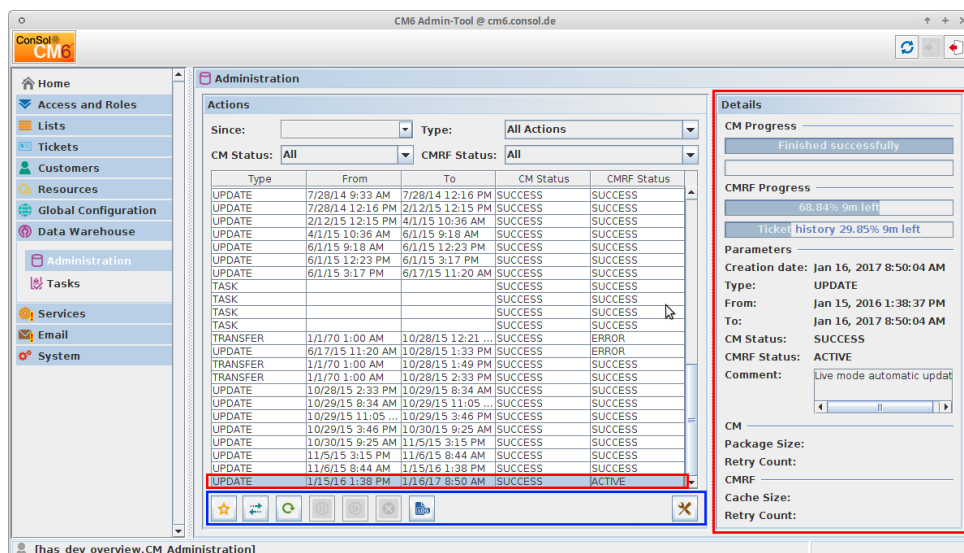 CM6 Admin-Tool @ cm6.consol.de
ConSol
CM6
Home
Access and Roles
Lists
Tickets
Customers
Resources
Global Configuration
Data Warehouse
Administration
Tasks
Services
Email
System
Administration
Actions
Since: Type: All Actions
CM Status: All CMRF Status: All
Type From To CM Status CMRF Status
UPDATE 7/28/14 9:33 AM 7/28/14 12:16 PM SUCCESS SUCCESS
UPDATE 7/28/14 12:16 PM 2/12/15 12:15 PM SUCCESS SUCCESS
UPDATE 2/12/15 12:15 PM 4/1/15 10:36 AM SUCCESS SUCCESS
UPDATE 4/1/15 10:36 AM 6/1/15 9:18 AM SUCCESS SUCCESS
UPDATE 6/1/15 9:18 AM 6/1/15 12:23 PM SUCCESS SUCCESS
UPDATE 6/1/15 12:23 PM 6/1/15 3:17 PM SUCCESS SUCCESS
UPDATE 6/1/15 3:17 PM 6/17/15 11:20 AM SUCCESS SUCCESS
TASK SUCCESS SUCCESS
TASK SUCCESS SUCCESS
TASK SUCCESS SUCCESS
TASK SUCCESS SUCCESS
TRANSFER 1/1/70 1:00 AM 10/28/15 12:21 ... SUCCESS ERROR
UPDATE 6/17/15 11:20 AM 10/28/15 1:33 PM SUCCESS ERROR
TRANSFER 1/1/70 1:00 AM 10/28/15 1:49 PM SUCCESS SUCCESS
TRANSFER 1/1/70 1:00 AM 10/28/15 2:33 PM SUCCESS SUCCESS
UPDATE 10/28/15 2:33 PM 10/29/15 8:34 AM SUCCESS SUCCESS
UPDATE 10/29/15 8:34 AM 10/29/15 11:05 ... SUCCESS SUCCESS
UPDATE 10/29/15 11:05 ... 10/29/15 3:46 PM SUCCESS SUCCESS
UPDATE 10/29/15 3:46 PM 10/30/15 9:25 AM SUCCESS SUCCESS
UPDATE 10/30/15 9:25 AM 11/5/15 3:15 PM SUCCESS SUCCESS
UPDATE 11/5/15 3:15 PM 11/6/15 8:44 AM SUCCESS SUCCESS
UPDATE 11/6/15 8:44 AM 1/15/16 1:38 PM SUCCESS SUCCESS
UPDATE 1/15/16 1:38 PM 1/16/17 8:50 AM SUCCESS ACTIVE
LOG
Details
CM Progress
Finished successfully
CMRF Progress
68.84% 9m left
Ticket history 29.85% 9m left
Parameters
Creation date: Jan 16, 2017 8:50:04 AM
Type: UPDATE
From: Jan 15, 2016 1:38:37 PM
To: Jan 16, 2017 8:50:04 AM
CM Status: SUCCESS
CMRF Status: ACTIVE
Comment: Live mode automatic updat
CM
Package Size:
Retry Count:
CMRF
Cache Size:
Retry Count:
[has_dev_overview,CM_Administration]